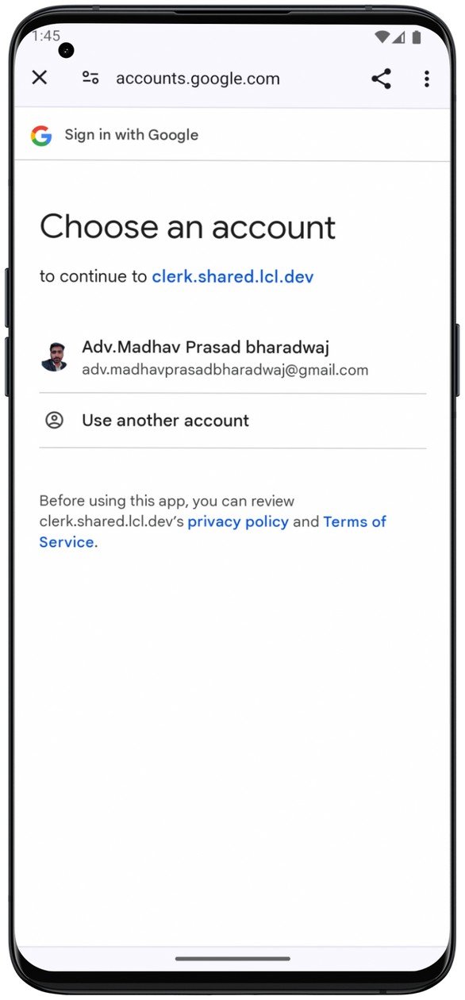 1:45
accounts.google.com
Sign in with Google
Choose an account
to continue to clerk.shared.lcl.dev
Adv.Madhav Prasad bharadwaj
adv.madhavprasadbharadwaj@gmail.com
Use another account
Before using this app, you can review
clerk.shared.lcl.dev’s privacy policy and Terms of
Service.